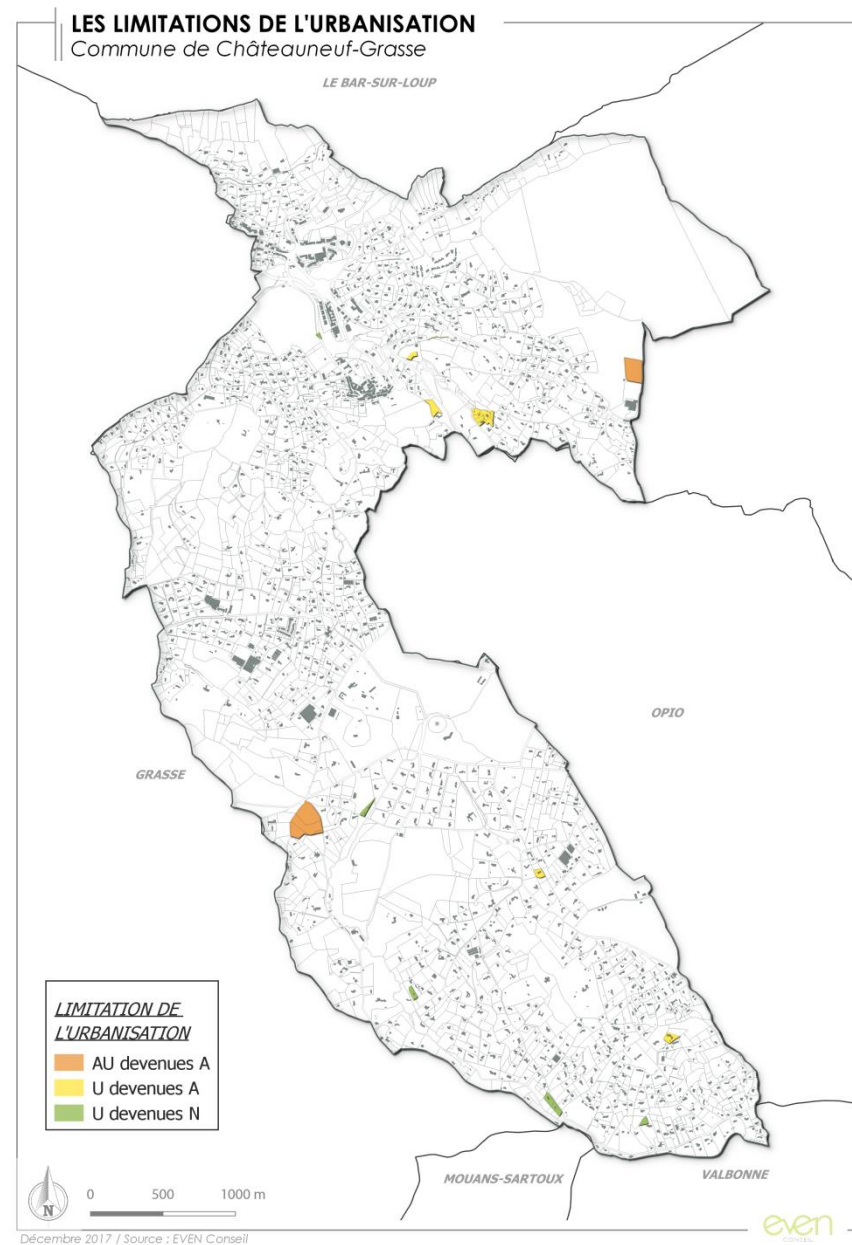 LES LIMITATIONS DE L'URBANISATION
Commune de Châteauneuf-Grasse
LE BAR-SUR-LOUP
OPIO
GRASSE
LIMITATION DE
L'URBANISATION
AU devenues A
U devenues A
U devenues N
MOUANS-SARTOUX
VALBONNE
N
0 500 1000 m
Décembre 2017 / Source : EVEN Conseil
even
CONSEIL